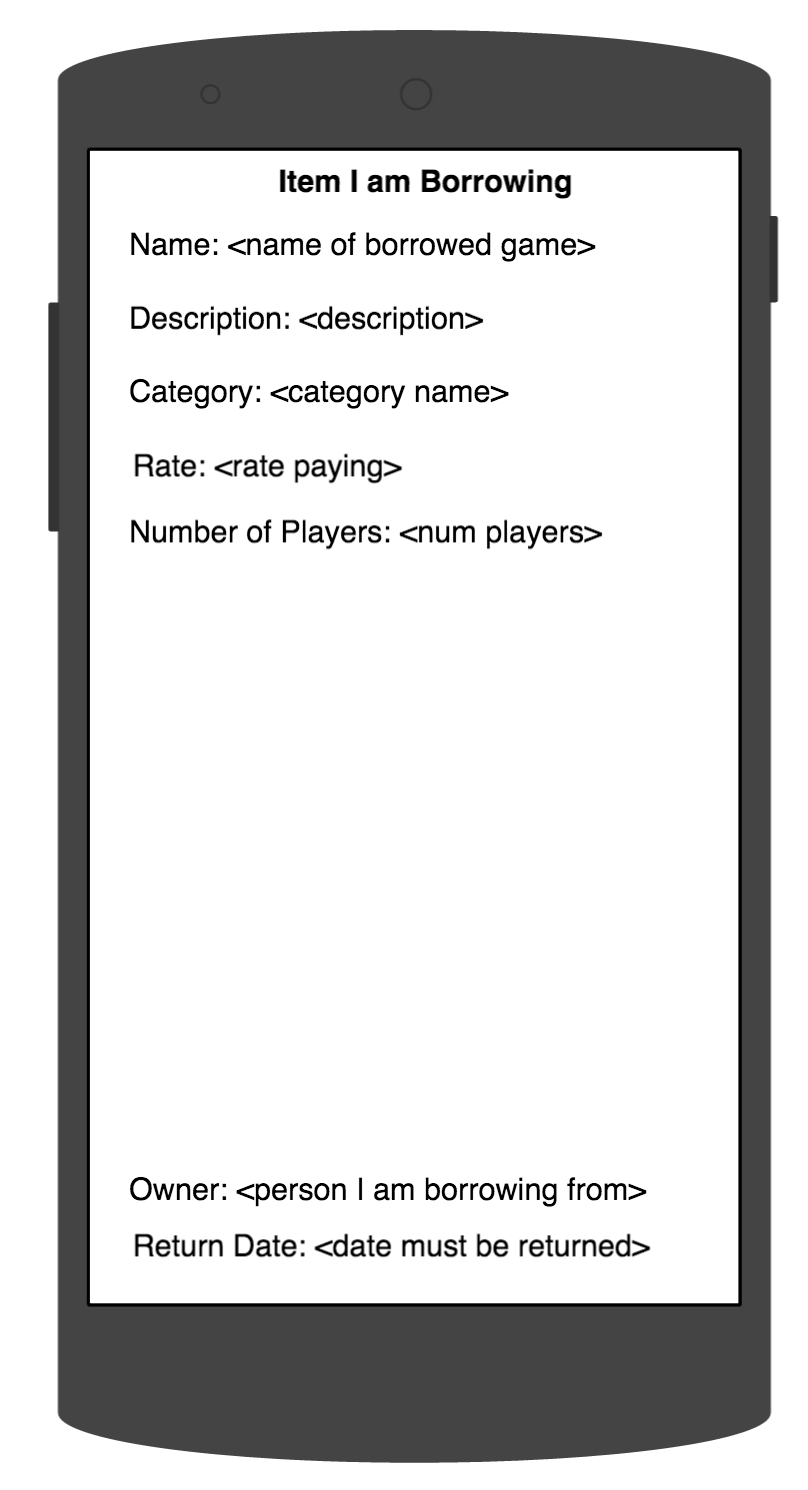 Item I am Borrowing
Name: <name of borrowed game>
Description: <description>
Category: <category name>
Rate: <rate paying>
Number of Players: <num players>
Owner: <person I am borrowing from>
Return Date: <date must be returned>